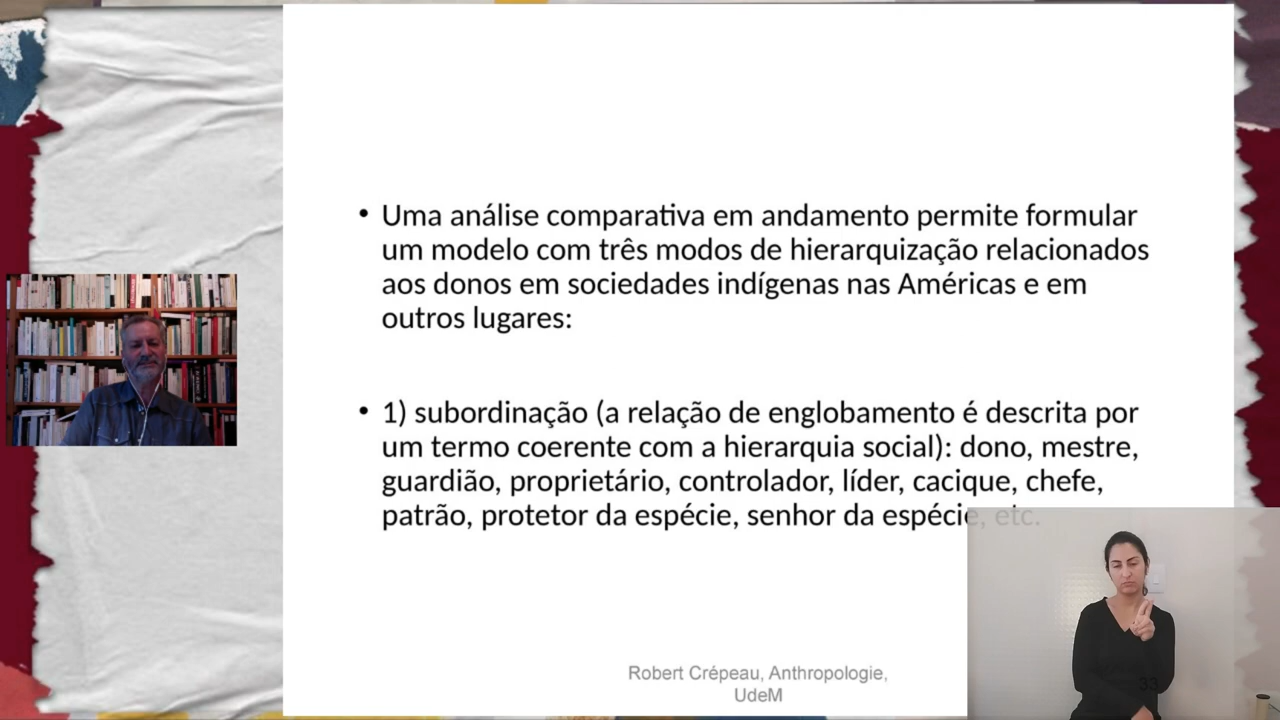 • Uma análise comparativa em andamento permite formular
um modelo com três modos de hierarquização relacionados
aos donos em sociedades indígenas nas Américas e em
outros lugares:
• 1) subordinação (a relação de englobamento é descrita por
um termo coerente com a hierarquia social): dono, mestre,
guardião, proprietário, controlador, líder, cacique, chefe,
patrão, protetor da espécie, senhor da espécie, etc.
Robert Crépeau, Anthropologie,
UdeM
33